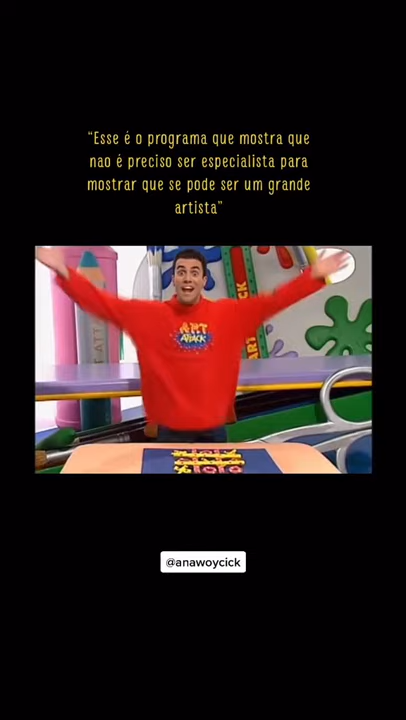 “Esse é o programa que mostra que
nao é preciso ser especialista para
mostrar que se pode ser um grande
artista”
ART
ATTACK
@anawoycick